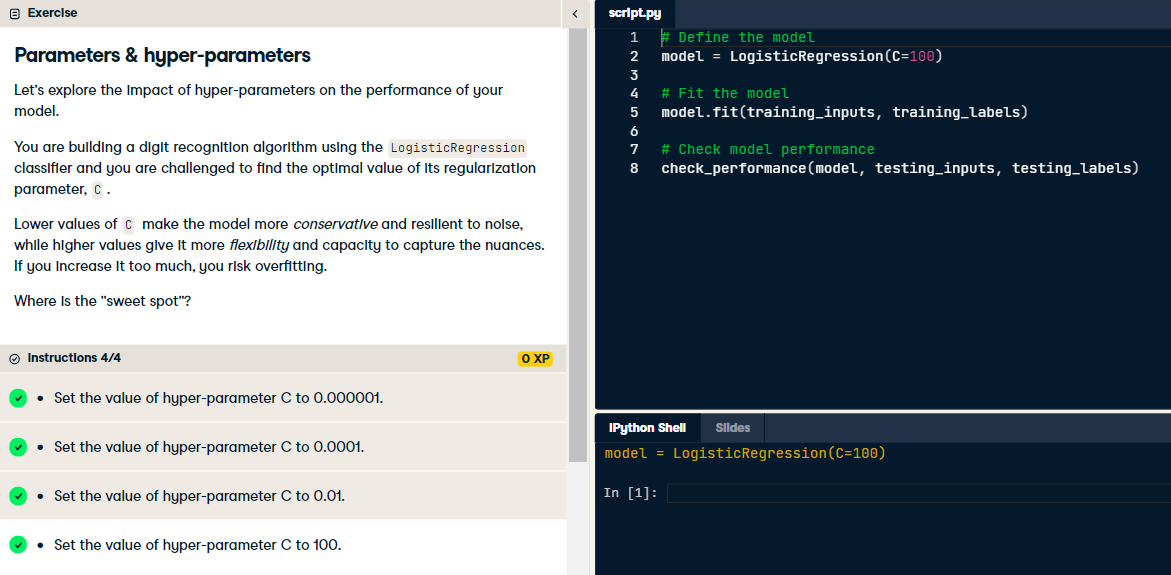 Exercise
Parameters & hyper-parameters
Let's explore the impact of hyper-parameters on the performance of your
model.
You are building a digit recognition algorithm using the LogisticRegression
classifier and you are challenged to find the optimal value of its regularization
parameter, C .
Lower values of C make the model more conservative and resilient to noise,
while higher values give it more flexibility and capacity to capture the nuances.
If you increase it too much, you risk overfitting.
Where is the "sweet spot"?
Instructions 4/4
0 XP
• Set the value of hyper-parameter C to 0.000001.
• Set the value of hyper-parameter C to 0.0001.
• Set the value of hyper-parameter C to 0.01.
• Set the value of hyper-parameter C to 100.
script.py
1 # Define the model
2 model = LogisticRegression(C=100)
3
4 # Fit the model
5 model.fit(training_inputs, training_labels)
6
7 # Check model performance
8 check_performance(model, testing_inputs, testing_labels)
IPython Shell
Slides
model = LogisticRegression(C=100)
In [1]: